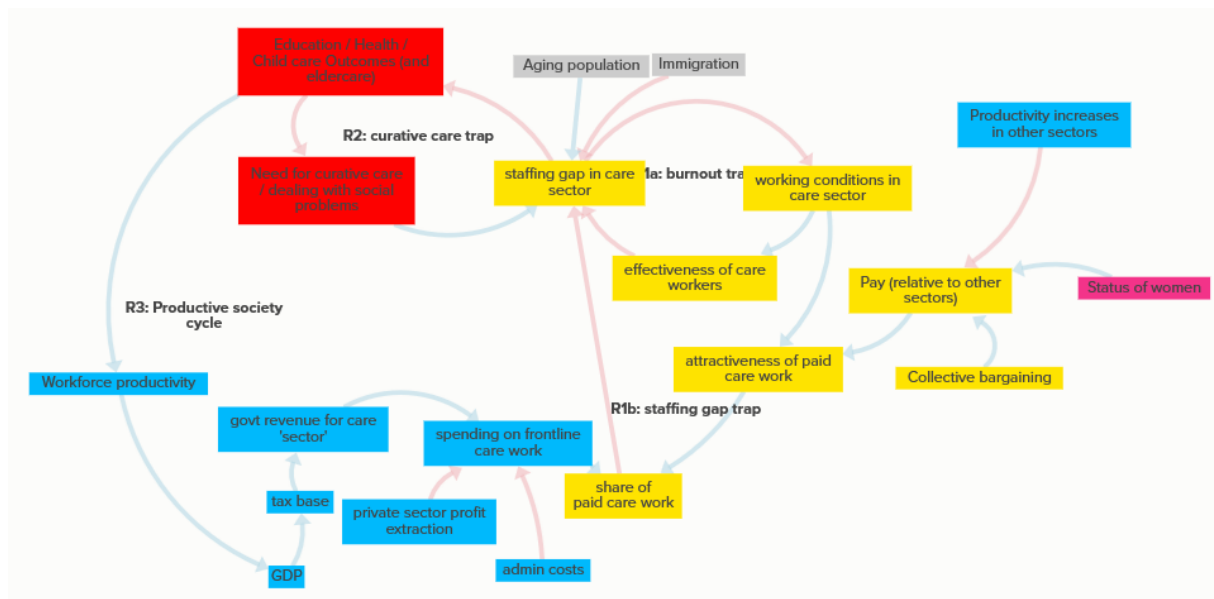 Education / Health /
Child care Outcomes (and
eldercare)
Aging population
Immigration
Productivity increases
in other sectors
R2: curative care trap
Need for curative care
/ dealing with social
problems
staffing gap in care
sector
1a: burnout tra
working conditions in
care sector
effectiveness of care
workers
Pay (relative to other
sectors)
Status of women
R3: Productive society
cycle
attractiveness of paid
care work
Collective bargaining
Workforce productivity
R1b: staffing gap trap
govt revenue for care
'sector'
spending on frontline
care work
share of
paid care work
tax base
private sector profit
extraction
admin costs
GDP